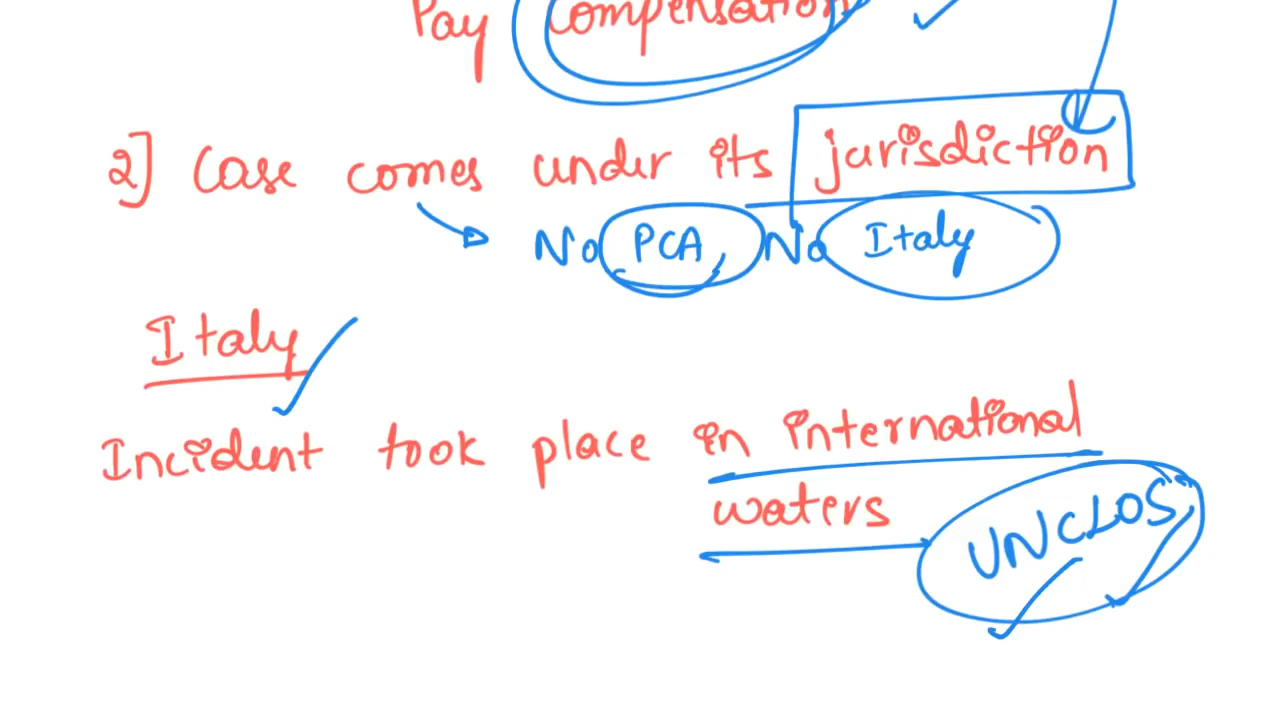 Pay compensation
2] Case comes under its jurisdiction
No PCA, No Italy
Italy
Incident took place in international
waters UNCLOS